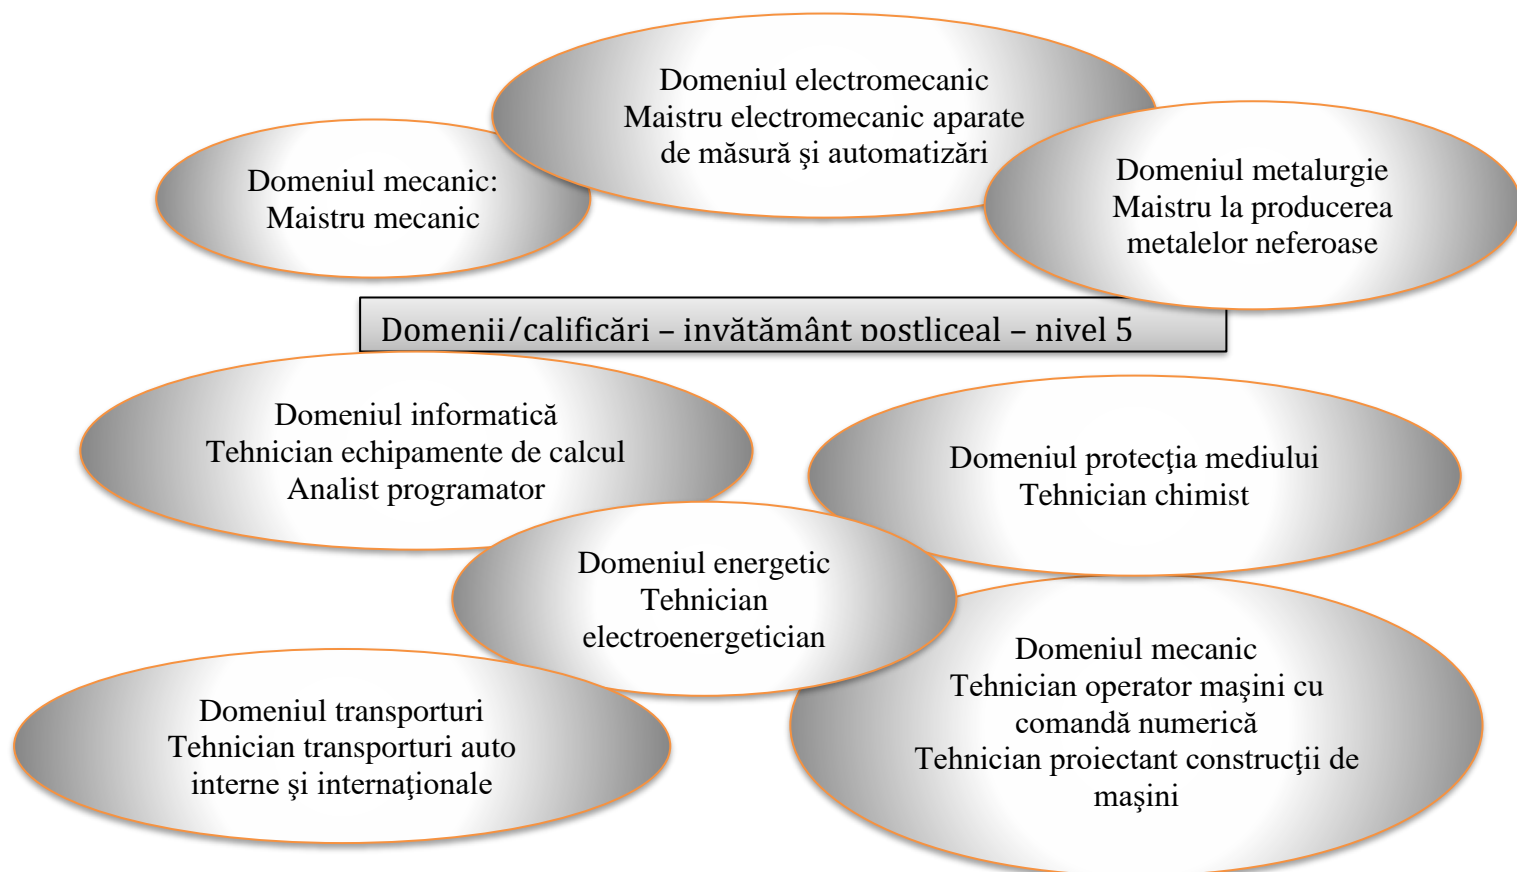 Domeniul electromecanic
Maistru electromecanic aparate
de măsură şi automatizări
Domeniul mecanic:
Maistru mecanic
Domeniul metalurgie
Maistru la producerea
metalelor neferoase
Domenii/calificări – invătământ postliceal – nivel 5
Domeniul informatică
Tehnician echipamente de calcul
Analist programator
Domeniul protecţia mediului
Tehnician chimist
Domeniul energetic
Tehnician
electroenergetician
Domeniul mecanic
Tehnician operator maşini cu
comandă numerică
Tehnician proiectant construcţii de
maşini
Domeniul transporturi
Tehnician transporturi auto
interne şi internaţionale